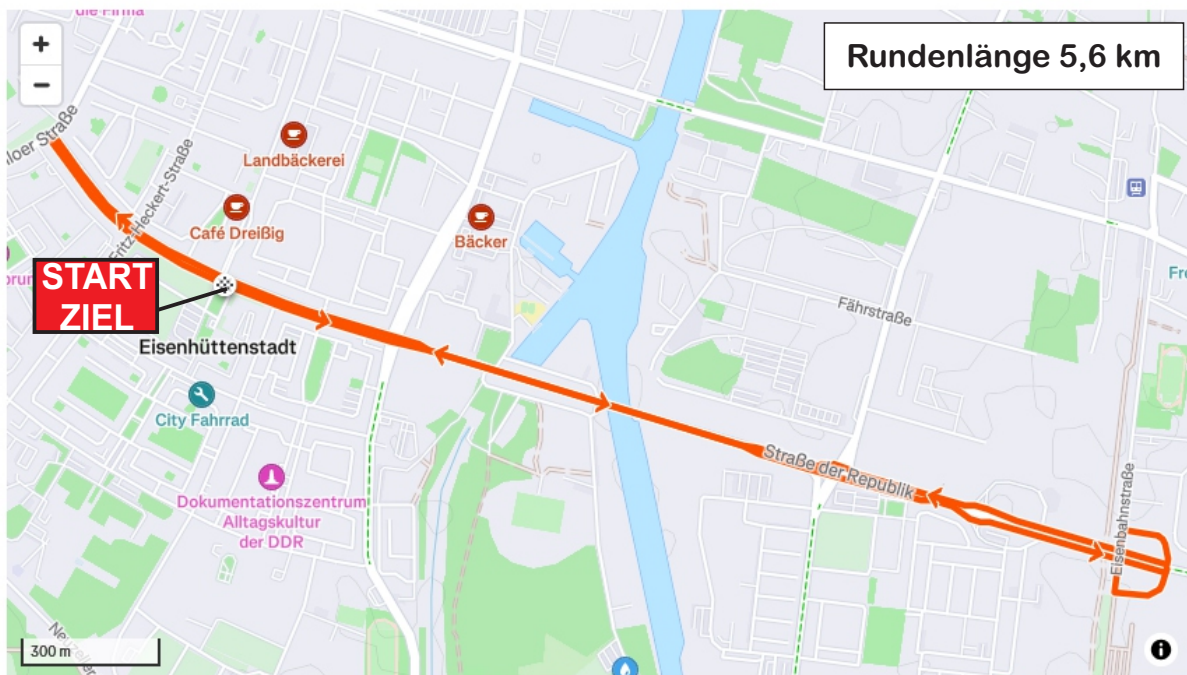 die Firma
+
−
Rundenlänge 5,6 km
loer Straße
Fritz-Heckert-Straße
Landbäckerei
Café Dreißig
Bäcker
START
ZIEL
Eisenhüttenstadt
Fährstraße
City Fahrrad
Straße der Republik
Dokumentationszentrum
Alltagskultur
der DDR
Eisenbahnstraße
300 m
i